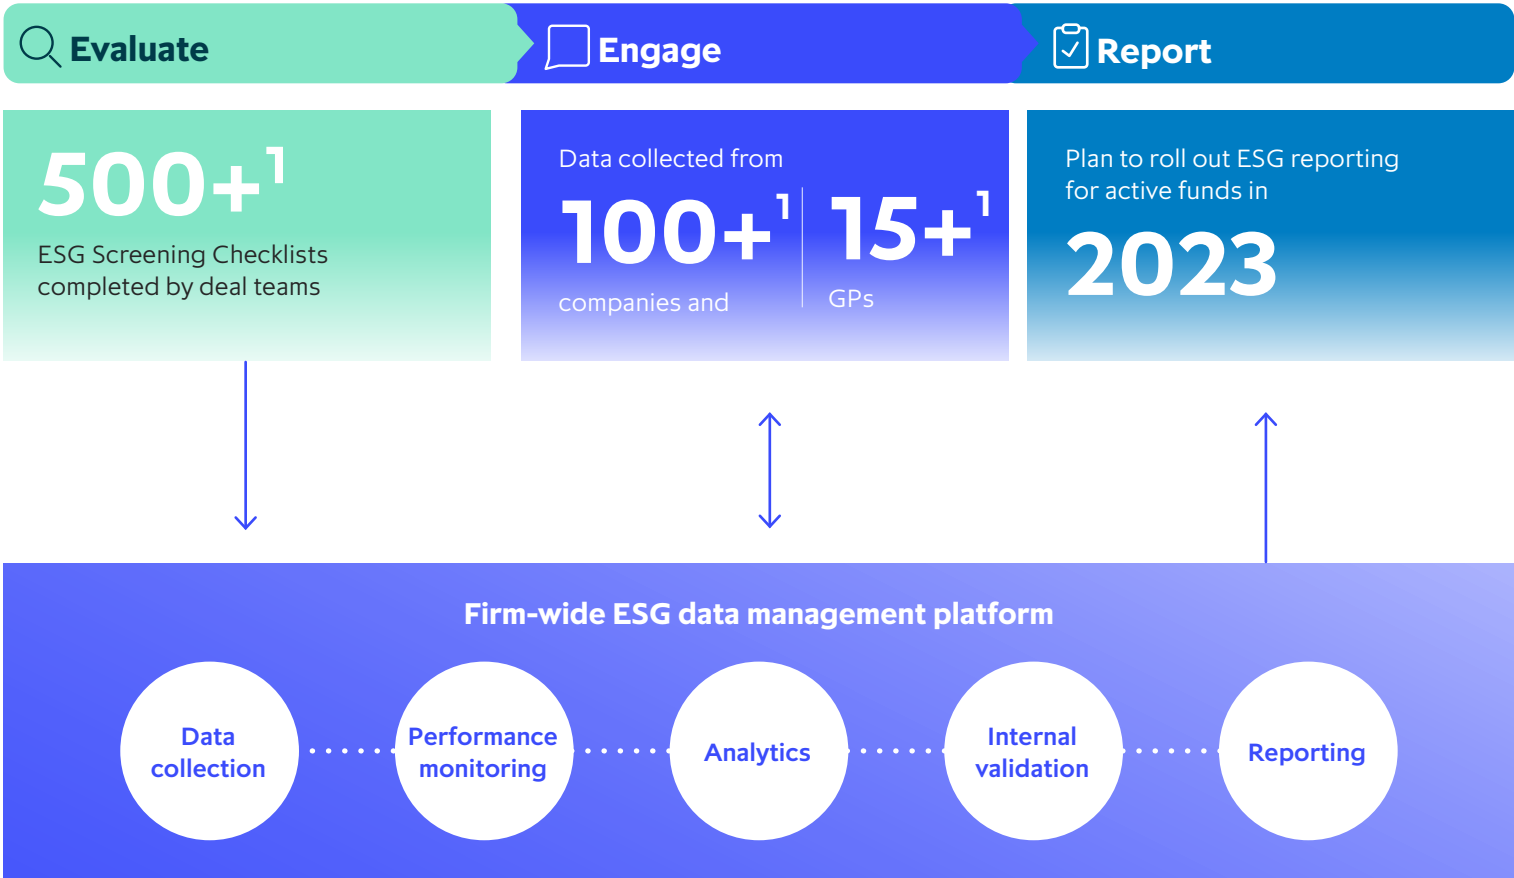 Evaluate
Engage
Report
500+1
ESG Screening Checklists
completed by deal teams
Data collected from
100+1
companies and
15+1
GPs
Plan to roll out ESG reporting
for active funds in
2023
Firm-wide ESG data management platform
Data
collection
Performance
monitoring
Analytics
Internal
validation
Reporting